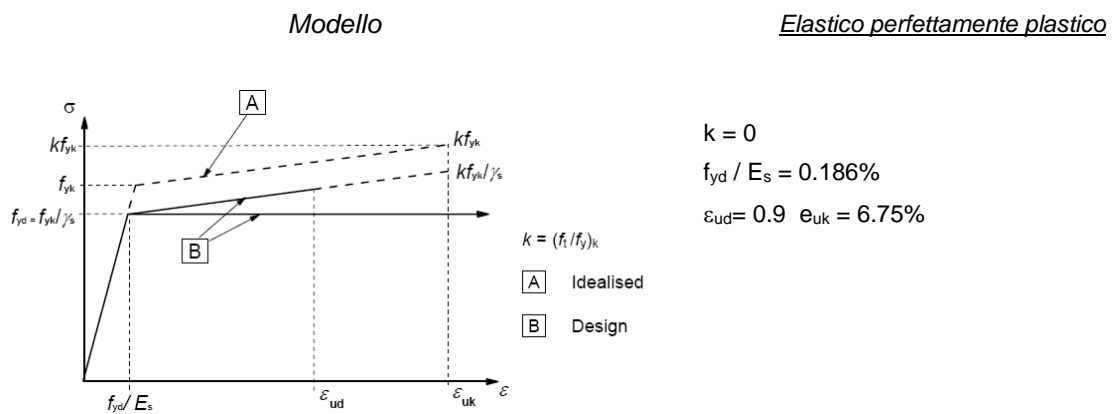 Modello
Elastico perfettamente plastico
σ
A
kfyk
kfyk
kfyk/γs
fyk
fyd = fyk/γs
B
k = (ft/fy)k
A Idealised
B Design
fyd/ Es
εud
εuk
ε
k = 0
fyd / Es = 0.186%
εud= 0.9 euk = 6.75%